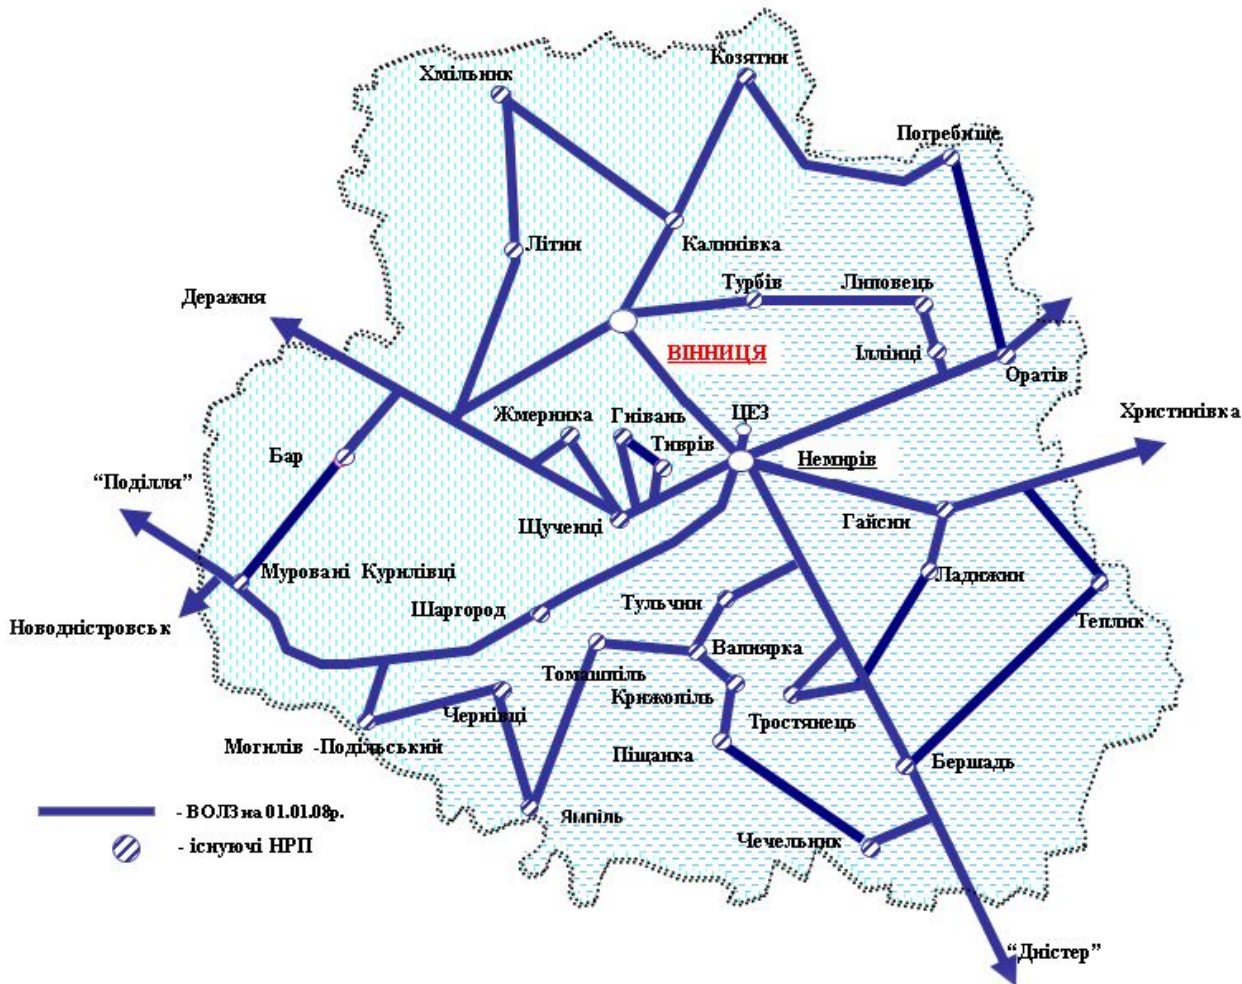 Козятин
Хмільник
Погребище
Калинівка
Літин
Турбів
Липовець
Деражня
ВІННИЦЯ
Іллінці
Оратів
Жмеринка
Гнівань
ЦЕЗ
Христинівка
Тиврів
Бар
Немирів
“Поділля”
Щученці
Гайсин
Муровані Курилівці
Ладижин
Шаргород
Тульчин
Теплик
Новодністровськ
Вапнярка
Томашпіль
Крижопіль
Тростянець
Чернівці
Могилів -Подільський
Піщанка
Бершадь
- ВОЛЗ на 01.01.08р.
Ямпіль
Чечельник
- існуючі НРП
“Дністер”